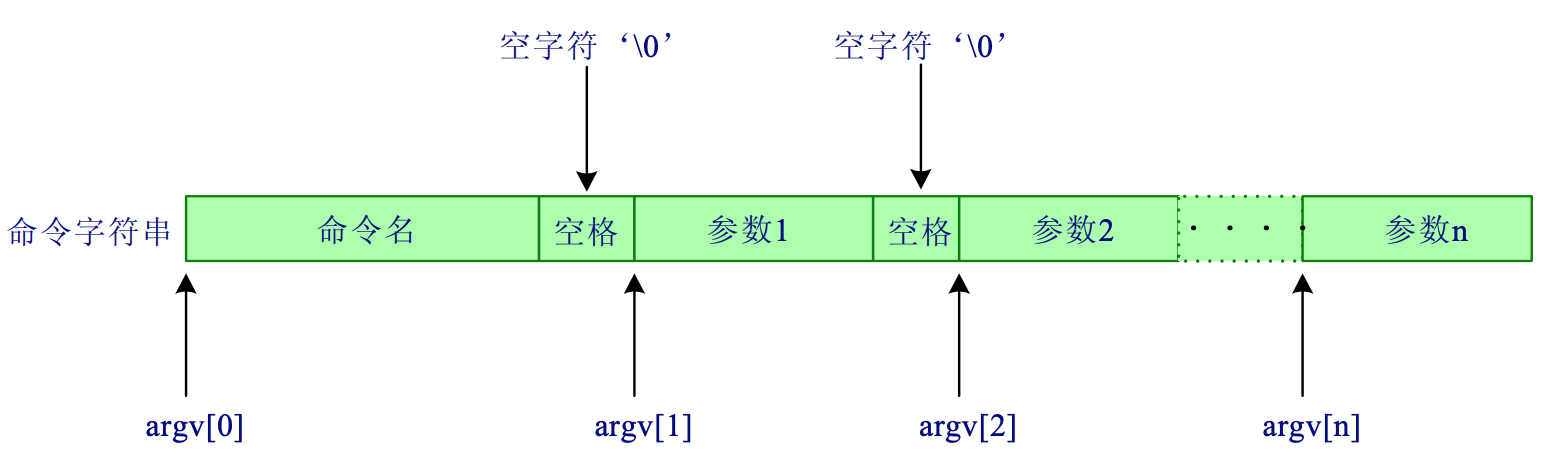 空字符‘\0’ 空字符‘\0’
命令字符串 命令名 空格 参数1 空格 参数2 · · · · 参数n
argv[0] argv[1] argv[2] argv[n]